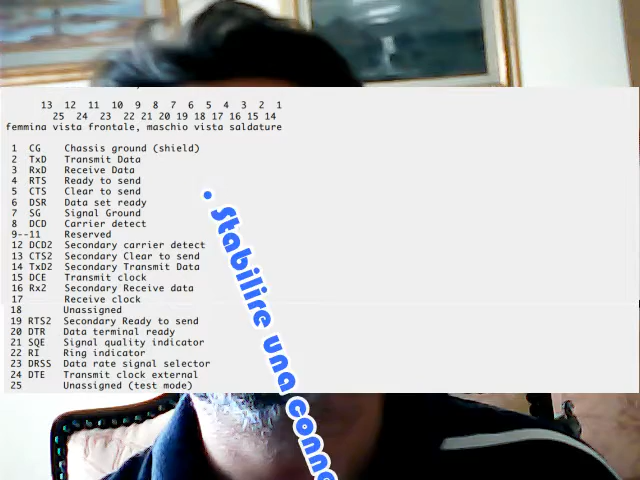 13 12 11 10 9 8 7 6 5 4 3 2 1
25 24 23 22 21 20 19 18 17 16 15 14
femmina vista frontale, maschio vista saldature
1 CG Chassis ground (shield)
2 TxD Transmit Data
3 RxD Receive Data
4 RTS Ready to send
5 CTS Clear to send
6 DSR Data set ready
7 SG Signal Ground
8 DCD Carrier detect
9--11 Reserved
12 DCD2 Secondary carrier detect
13 CTS2 Secondary Clear to send
14 TxD2 Secondary Transmit Data
15 DCE Transmit clock
16 Rx2 Secondary Receive data
17 Receive clock
18 Unassigned
19 RTS2 Secondary Ready to send
20 DTR Data terminal ready
21 SQE Signal quality indicator
22 RI Ring indicator
23 DRSS Data rate signal selector
24 DTE Transmit clock external
25 Unassigned (test mode)
• Stabilire una conne